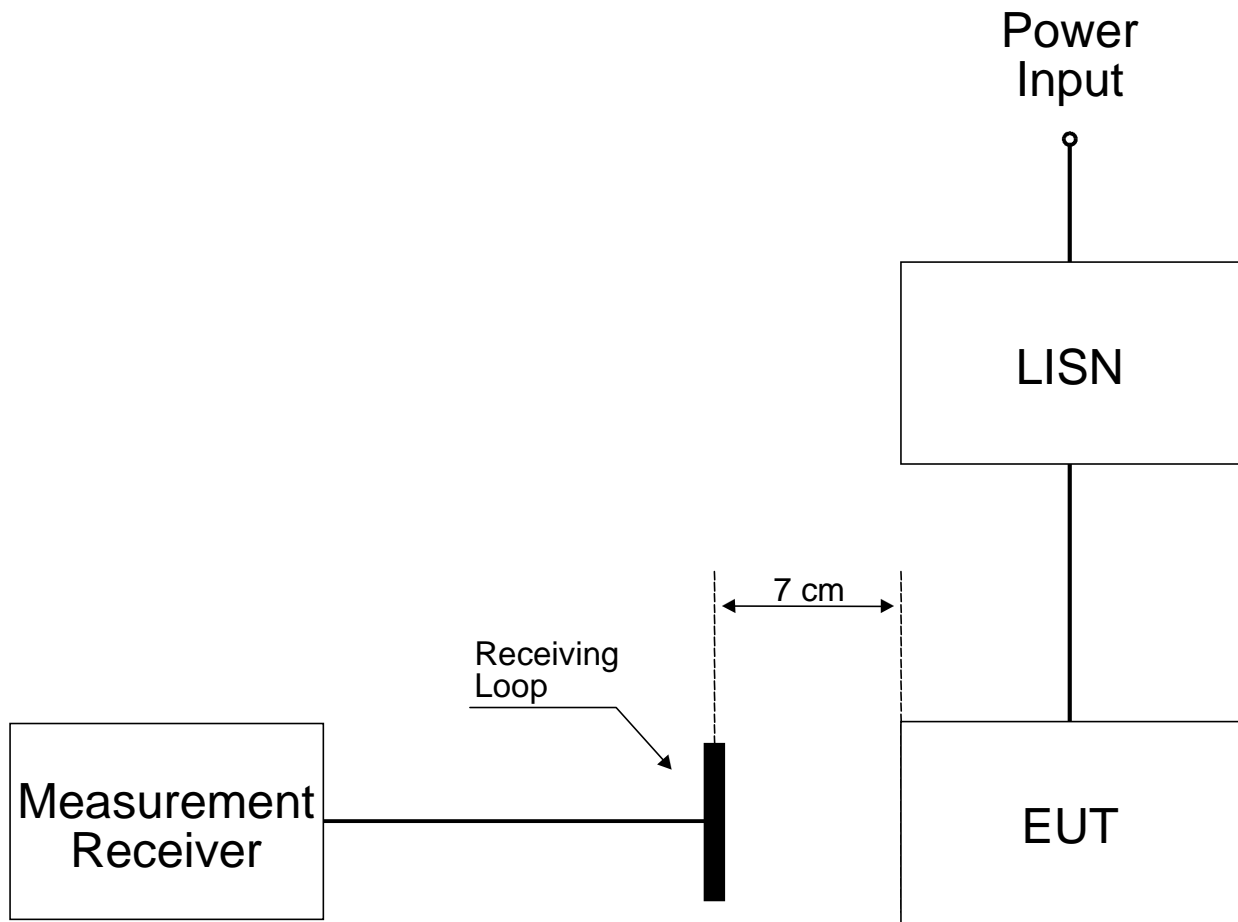 Power
Input
LISN
7 cm
Receiving
Loop
Measurement
Receiver
EUT